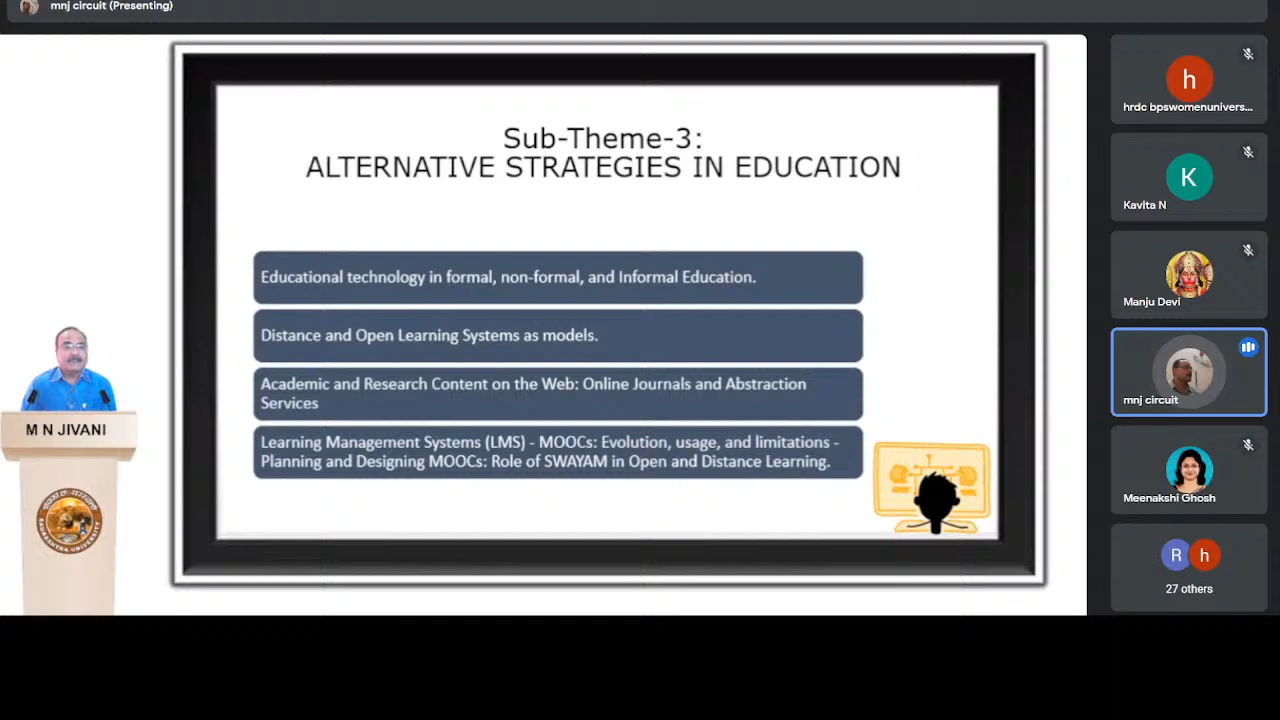 mnj circuit (Presenting)
Sub-Theme-3:
ALTERNATIVE STRATEGIES IN EDUCATION
Educational technology in formal, non-formal, and Informal Education.
Distance and Open Learning Systems as models.
Academic and Research Content on the Web: Online Journals and Abstraction
Services
Learning Management Systems (LMS) - MOOCs: Evolution, usage, and limitations -
Planning and Designing MOOCs: Role of SWAYAM in Open and Distance Learning.
M N JIVANI
SAURASHTRA UNIVERSITY
h
hrdc bpswomenunivers...
K
Kavita N
Manju Devi
mnj circuit
Meenakshi Ghosh
R
h
27 others